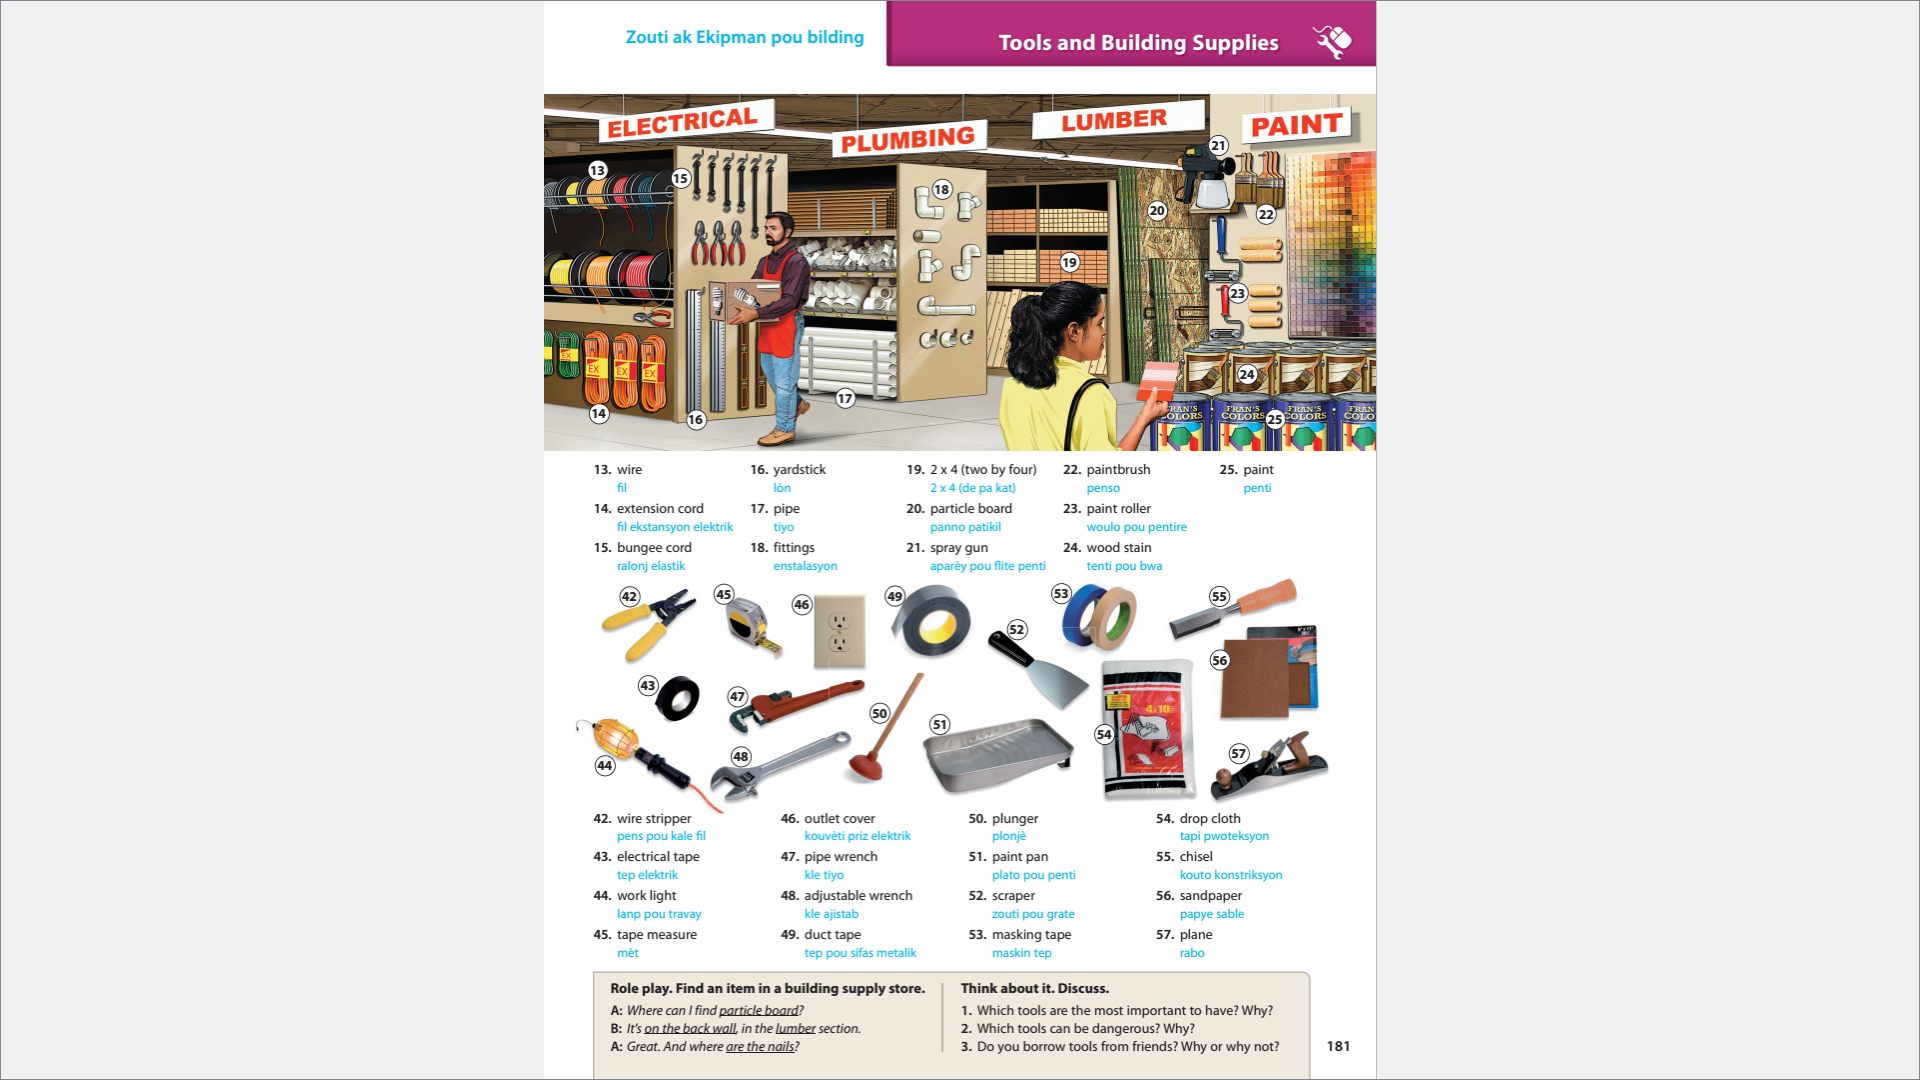 Zouti ak Ekipman pou bilding
Tools and Building Supplies
ELECTRICAL
PLUMBING
LUMBER
PAINT
13
15
18
21
20
22
19
23
24
14
16
17
25
EX
EX
EX
EX
FRAN'S COLORS
FRAN'S COLORS
FRAN'S COLORS
FRAN COLO
13. wire
fil
14. extension cord
fil ekstansyon elektrik
15. bungee cord
ralonj elastik
16. yardstick
lòn
17. pipe
tiyo
18. fittings
enstalasyon
19. 2 x 4 (two by four)
2 x 4 (de pa kat)
20. particle board
panno patikil
21. spray gun
aparèy pou flite penti
22. paintbrush
penso
23. paint roller
woulo pou pentire
24. wood stain
tenti pou bwa
25. paint
penti
42
45
46
49
52
53
55
56
43
47
50
51
54
44
48
57
42. wire stripper
pens pou kale fil
43. electrical tape
tep elektrik
44. work light
lanp pou travay
45. tape measure
mèt
46. outlet cover
kouvèti priz elektrik
47. pipe wrench
kle tiyo
48. adjustable wrench
kle ajistab
49. duct tape
tep pou sifas metalik
50. plunger
plonjè
51. paint pan
plato pou penti
52. scraper
zouti pou grate
53. masking tape
maskin tep
54. drop cloth
tapi pwoteksyon
55. chisel
kouto konstriksyon
56. sandpaper
papye sable
57. plane
rabo
Role play. Find an item in a building supply store.
A: Where can I find particle board?
B: It's on the back wall, in the lumber section.
A: Great. And where are the nails?
Think about it. Discuss.
1. Which tools are the most important to have? Why?
2. Which tools can be dangerous? Why?
3. Do you borrow tools from friends? Why or why not?
181